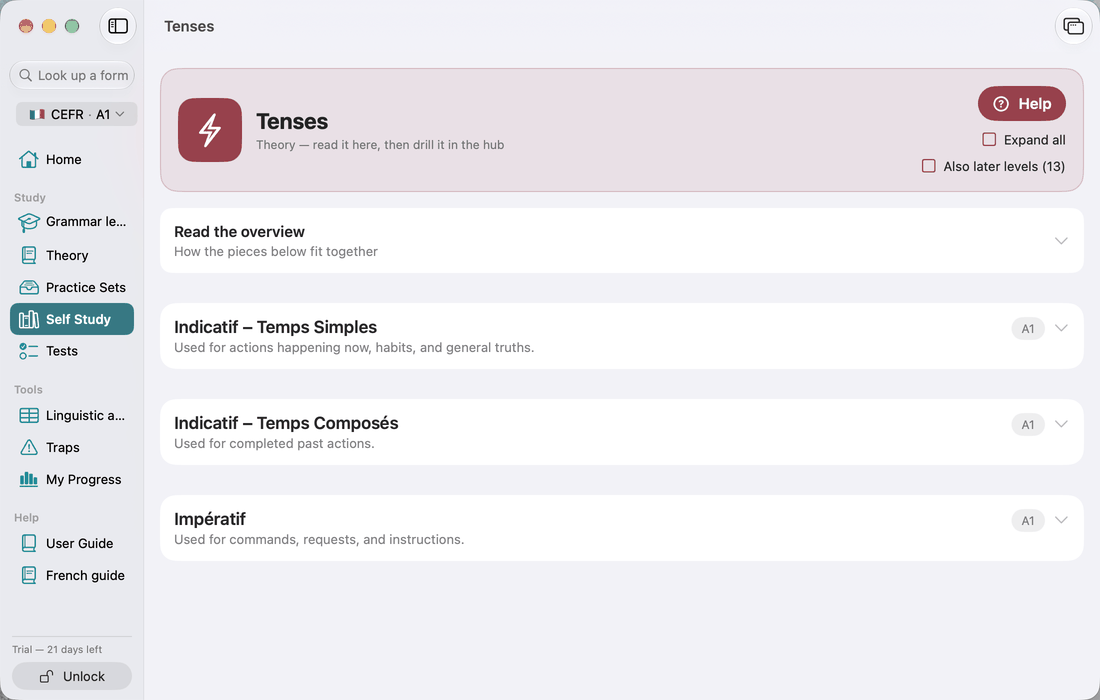 Tenses
Look up a form
CEFR · A1
Home
Study
Grammar le...
Theory
Practice Sets
Self Study
Tests
Tools
Linguistic a...
Traps
My Progress
Help
User Guide
French guide
Trial — 21 days left
Unlock
Tenses
Theory — read it here, then drill it in the hub
Help
Expand all
Also later levels (13)
Read the overview
How the pieces below fit together
Indicatif – Temps Simples
Used for actions happening now, habits, and general truths.
A1
Indicatif – Temps Composés
Used for completed past actions.
A1
Impératif
Used for commands, requests, and instructions.
A1